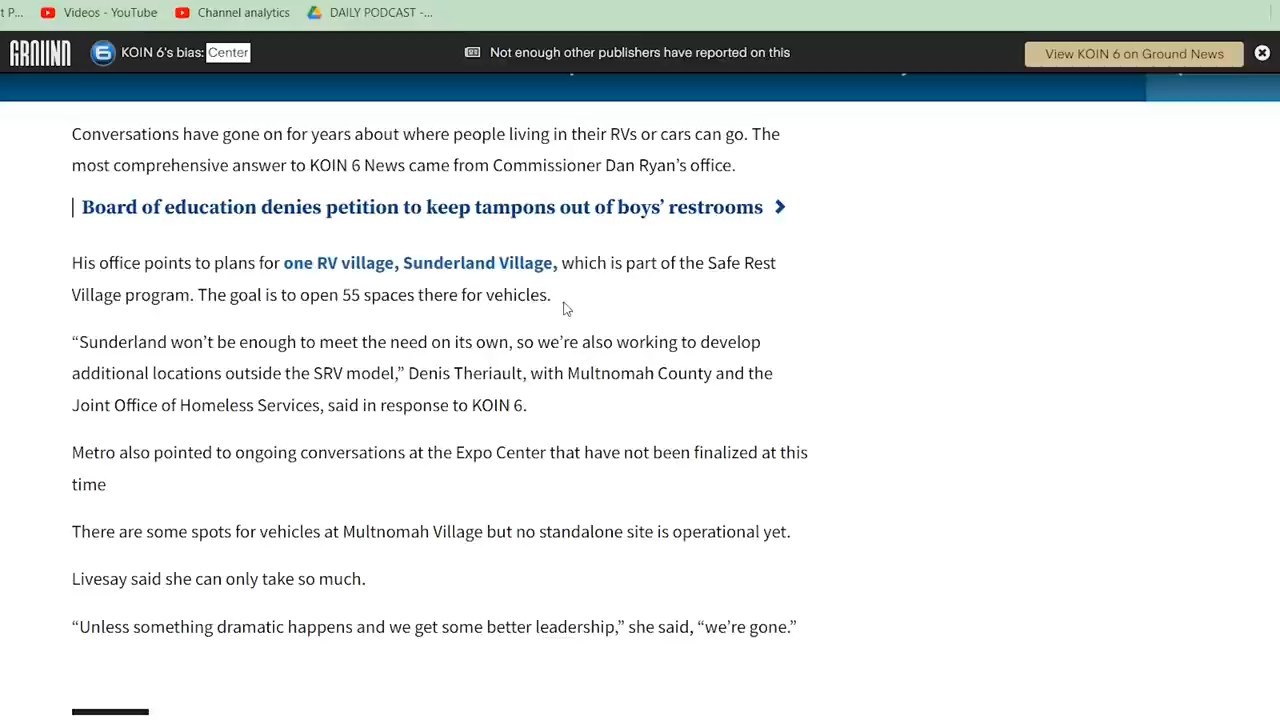 t P...
Videos - YouTube
Channel analytics
DAILY PODCAST -...
GROUND
6
KOIN 6's bias: Center
Not enough other publishers have reported on this
View KOIN 6 on Ground News
Conversations have gone on for years about where people living in their RVs or cars can go. The
most comprehensive answer to KOIN 6 News came from Commissioner Dan Ryan’s office.
Board of education denies petition to keep tampons out of boys’ restrooms
His office points to plans for one RV village, Sunderland Village, which is part of the Safe Rest
Village program. The goal is to open 55 spaces there for vehicles.
“Sunderland won’t be enough to meet the need on its own, so we’re also working to develop
additional locations outside the SRV model,” Denis Theriault, with Multnomah County and the
Joint Office of Homeless Services, said in response to KOIN 6.
Metro also pointed to ongoing conversations at the Expo Center that have not been finalized at this
time
There are some spots for vehicles at Multnomah Village but no standalone site is operational yet.
Livesay said she can only take so much.
“Unless something dramatic happens and we get some better leadership,” she said, “we’re gone.”